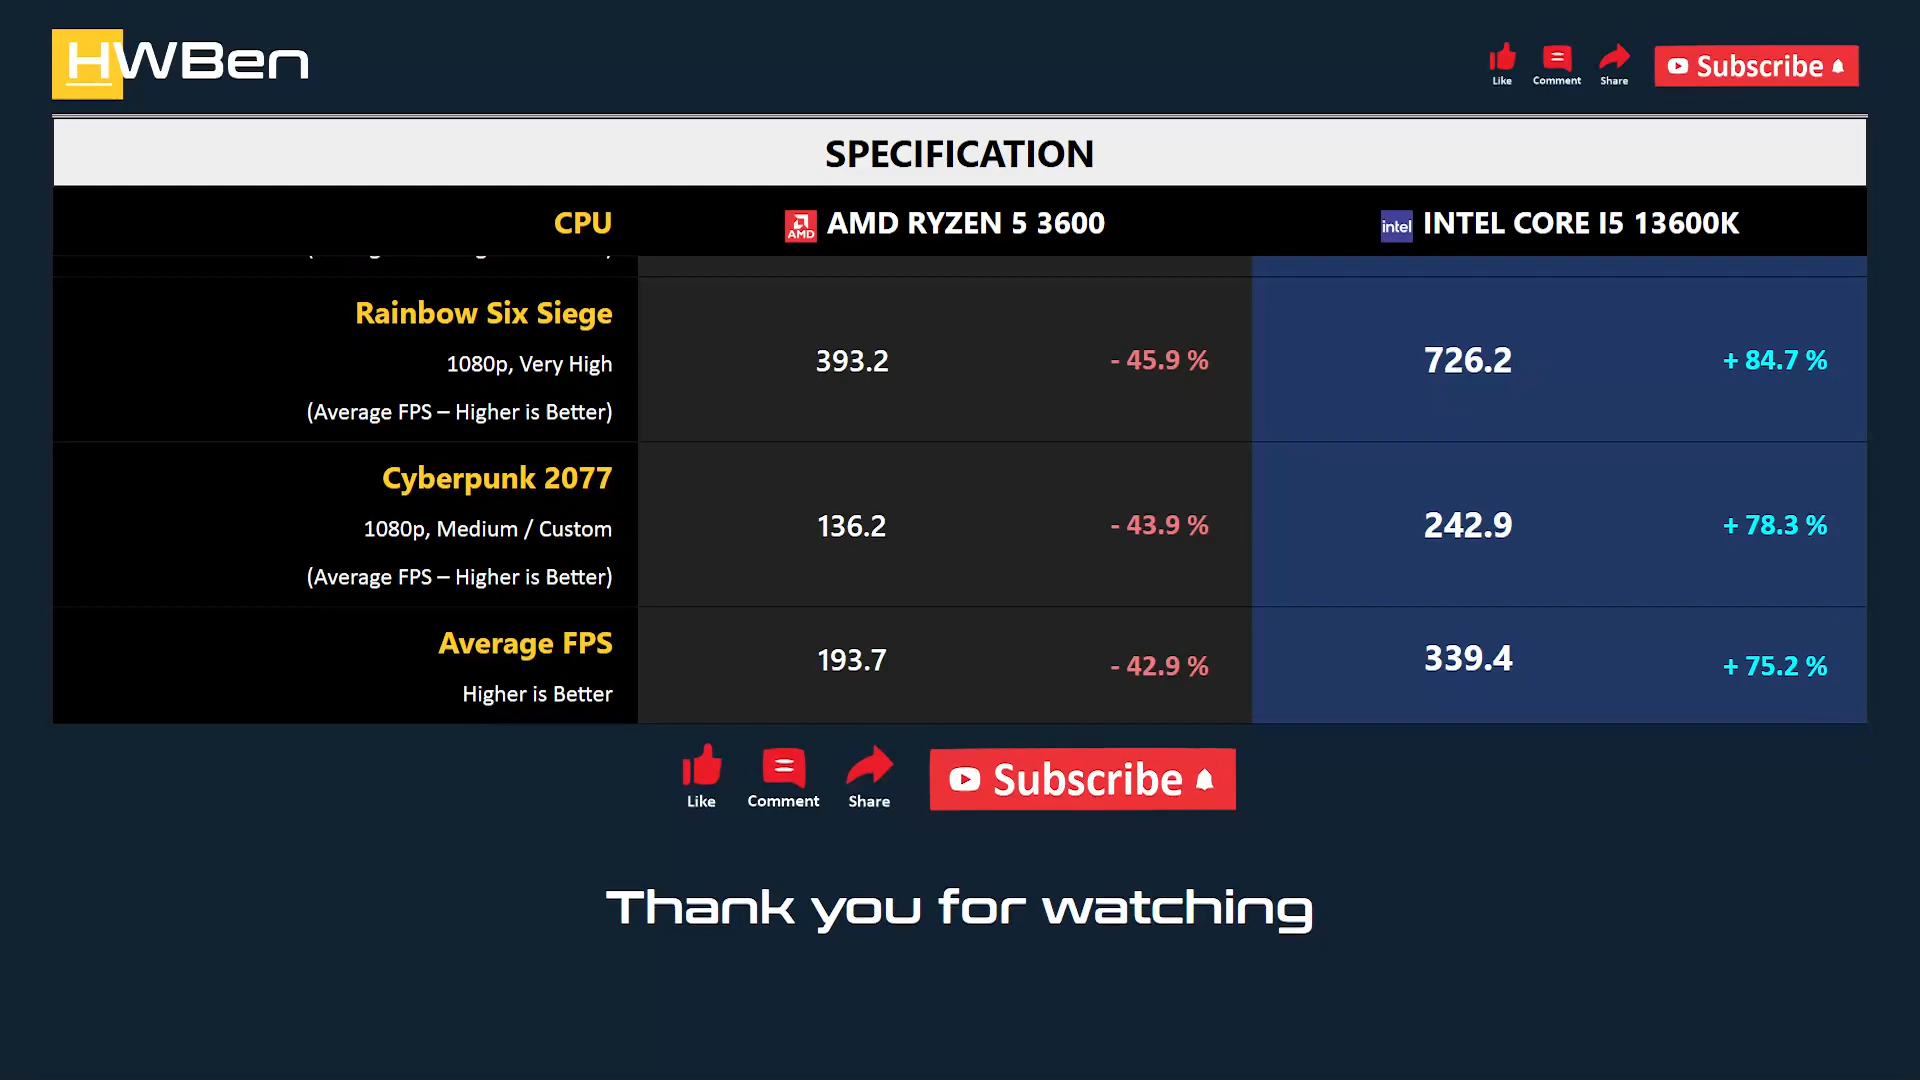 HWBen
Like Comment Share Subscribe
SPECIFICATION
CPU AMD AMD RYZEN 5 3600 intel INTEL CORE I5 13600K
Rainbow Six Siege
1080p, Very High
(Average FPS – Higher is Better)
393.2 - 45.9 % 726.2 + 84.7 %
Cyberpunk 2077
1080p, Medium / Custom
(Average FPS – Higher is Better)
136.2 - 43.9 % 242.9 + 78.3 %
Average FPS
Higher is Better
193.7 - 42.9 % 339.4 + 75.2 %
Like Comment Share Subscribe
Thank you for watching